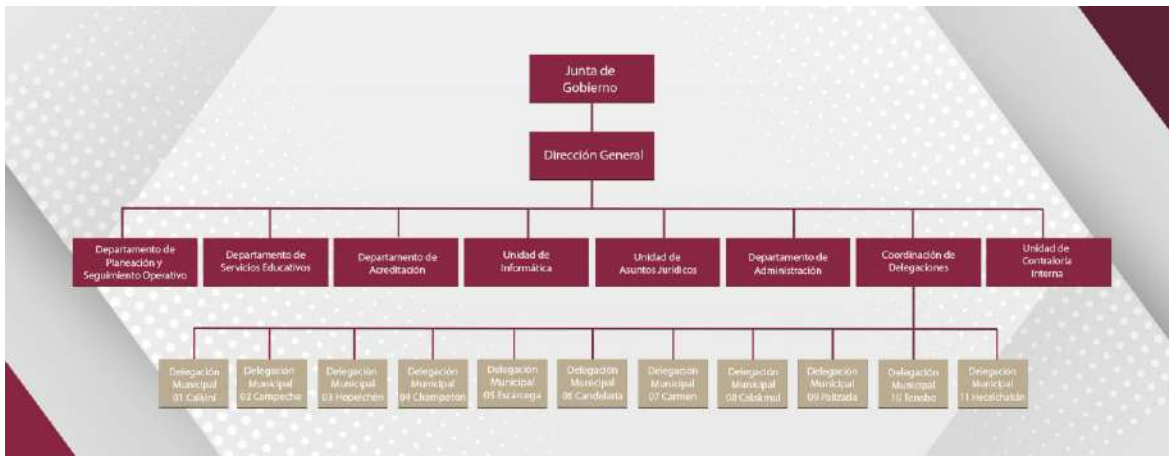 Junta de
Gobierno
Dirección General
Departamento de
Planeación y
Seguimiento Operativo
Departamento de
Servicios Educativos
Departamento de
Acreditación
Unidad de
Informática
Unidad de
Asuntos Jurídicos
Departamento de
Administración
Coordinación de
Delegaciones
Unidad de
Contraloría
Interna
Delegación
Municipal
01 Calkiní
Delegación
Municipal
02 Campeche
Delegación
Municipal
03 Hopelchen
Delegación
Municipal
04 Champotón
Delegación
Municipal
05 Escárcega
Delegación
Municipal
06 Candelaria
Delegación
Municipal
07 Carmen
Delegación
Municipal
08 Calakmul
Delegación
Municipal
09 Palizada
Delegación
Municipal
10 Tenabo
Delegación
Municipal
11 Hecelchakán